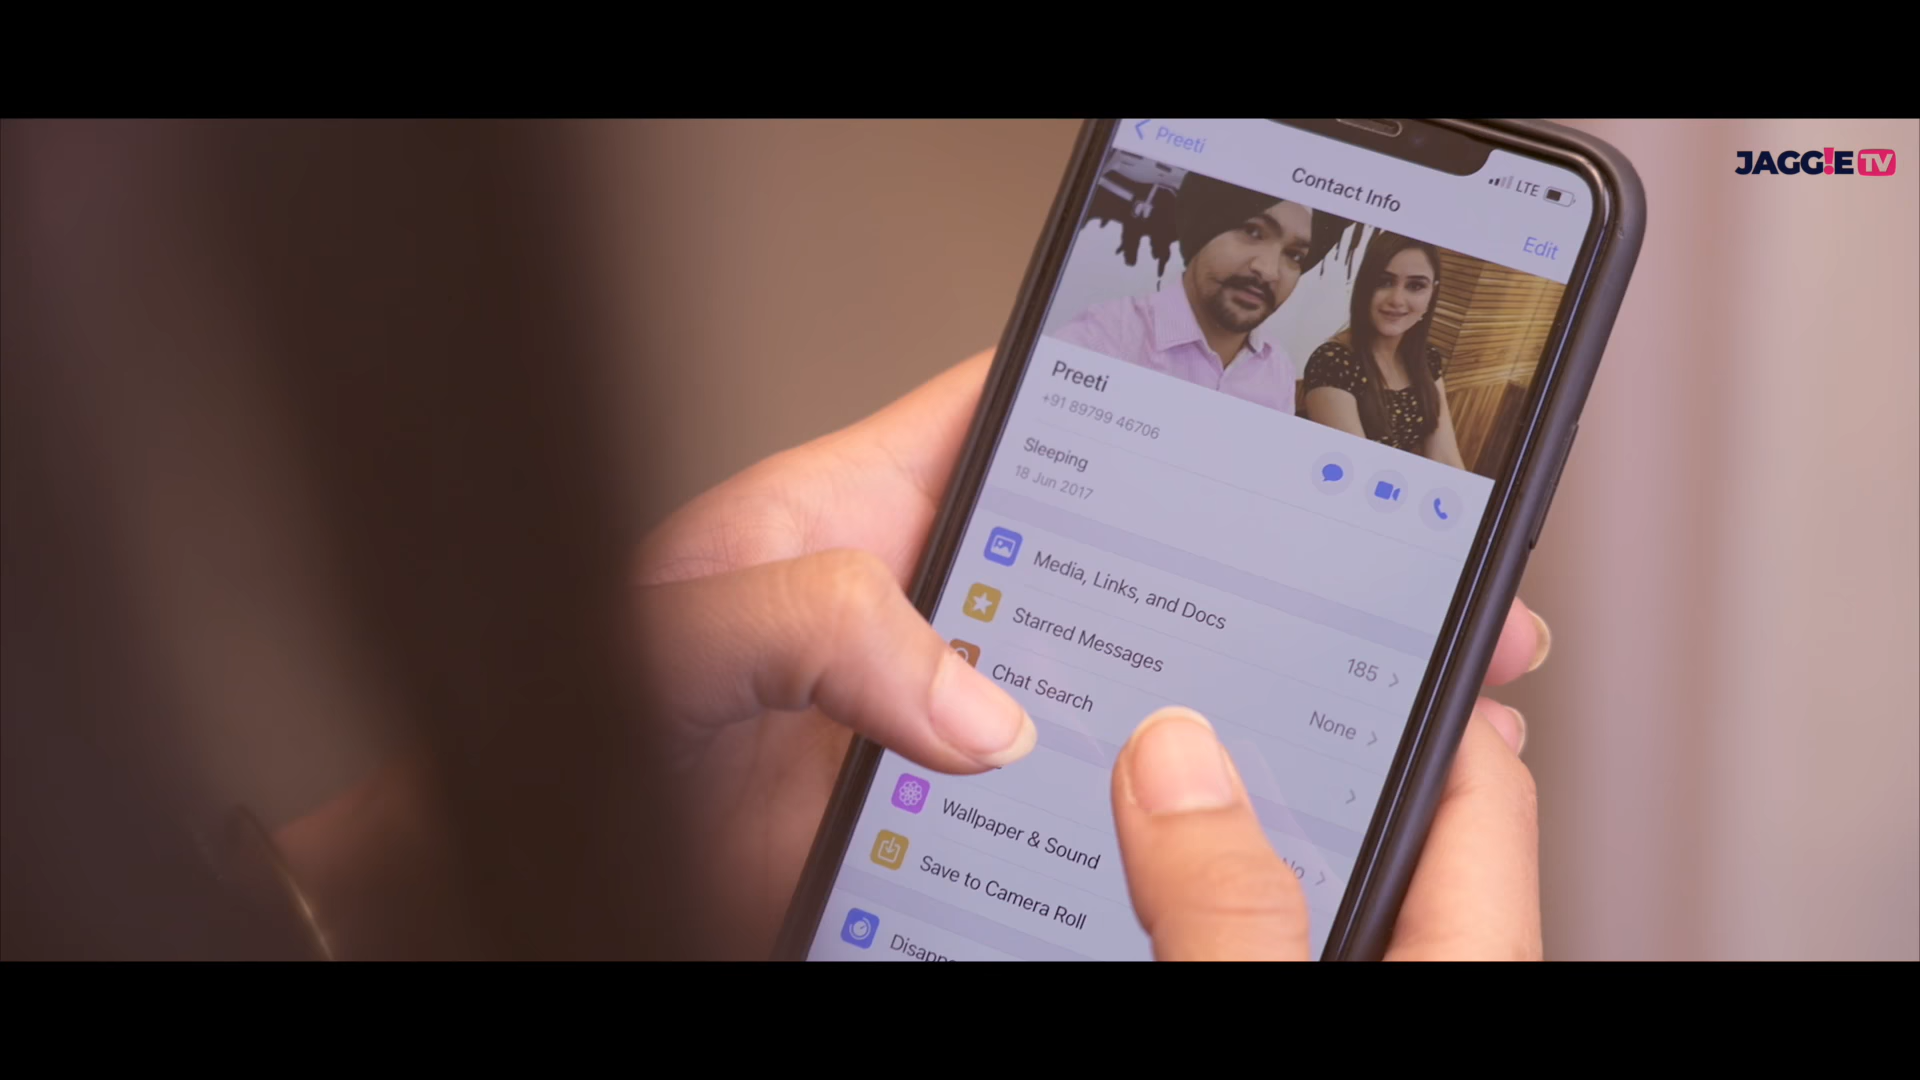 JAGG!E TV
Preeti
Contact Info
LTE
Edit
Preeti
+91 89799 46706
Sleeping
18 Jun 2017
Media, Links, and Docs
185
Starred Messages
None
Chat Search
No
Wallpaper & Sound
Save to Camera Roll